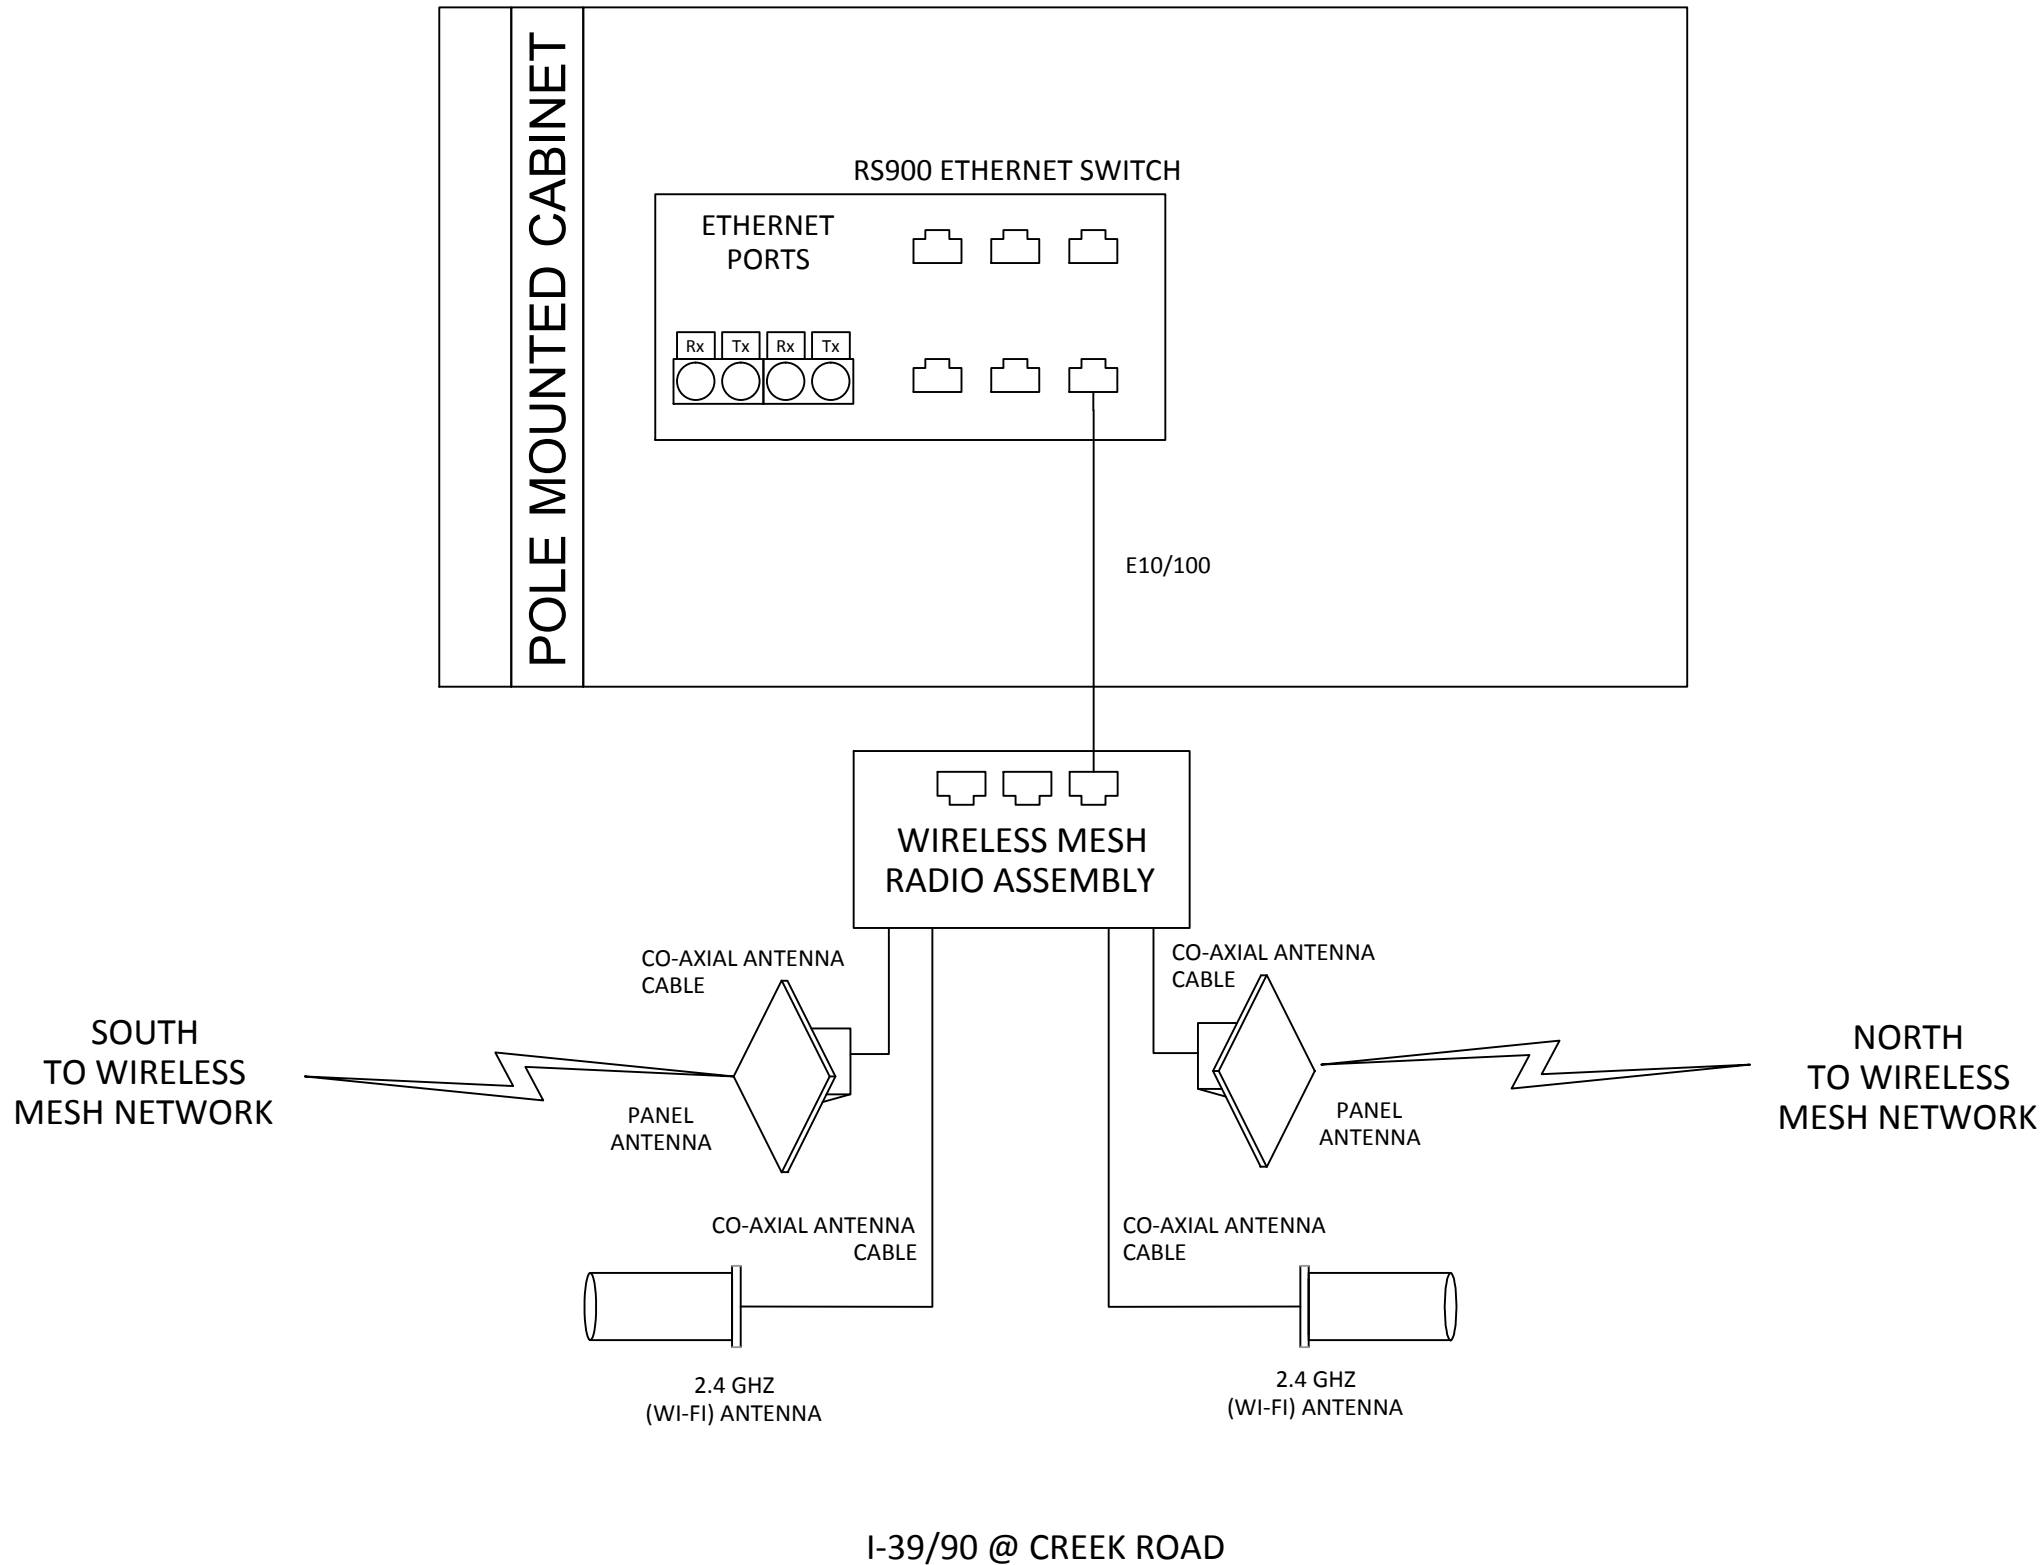 POLE MOUNTED CABINET
RS900 ETHERNET SWITCH
ETHERNET
PORTS
Rx
Tx
Rx
Tx
E10/100
WIRELESS MESH
RADIO ASSEMBLY
CO-AXIAL ANTENNA
CABLE
CO-AXIAL ANTENNA
CABLE
SOUTH
TO WIRELESS
MESH NETWORK
NORTH
TO WIRELESS
MESH NETWORK
PANEL
ANTENNA
PANEL
ANTENNA
CO-AXIAL ANTENNA
CABLE
CO-AXIAL ANTENNA
CABLE
2.4 GHZ
(WI-FI) ANTENNA
2.4 GHZ
(WI-FI) ANTENNA
I-39/90 @ CREEK ROAD